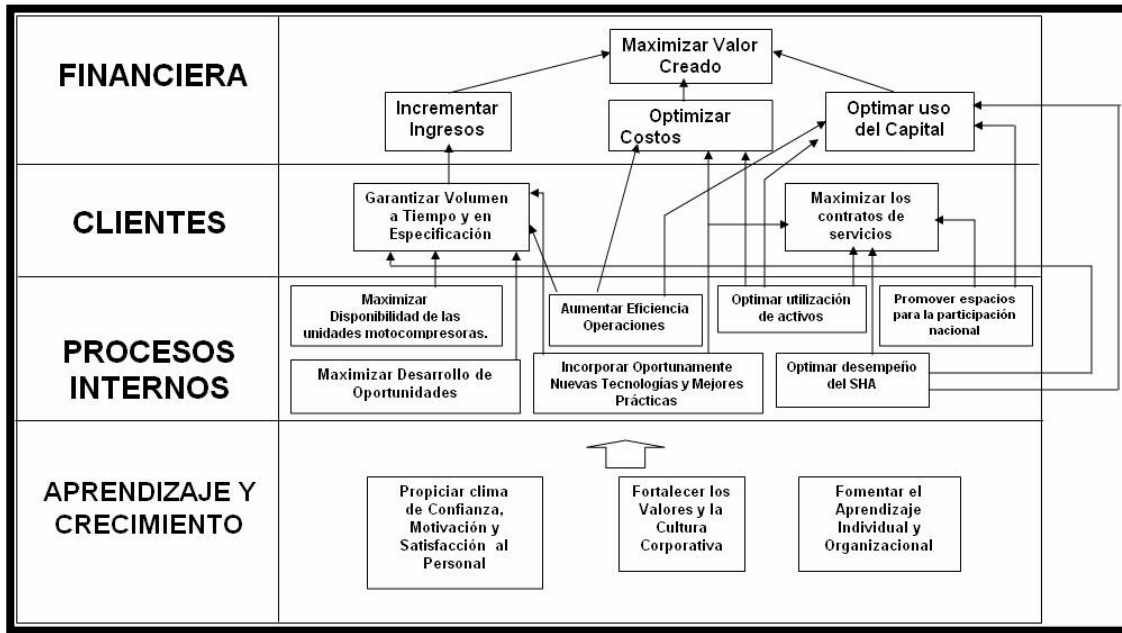 FINANCIERA
Maximizar Valor
Creado
Incrementar
Ingresos
Optimizar
Costos
Optimar uso
del Capital
CLIENTES
Garantizar Volumen
a Tiempo y en
Especificación
Maximizar los
contratos de
servicios
PROCESOS
INTERNOS
Maximizar
Disponibilidad de las
unidades motocompresoras.
Aumentar Eficiencia
Operaciones
Optimar utilización
de activos
Promover espacios
para la participación
nacional
Maximizar Desarrollo de
Oportunidades
Incorporar Oportunamente
Nuevas Tecnologías y Mejores
Prácticas
Optimar desempeño
del SHA
APRENDIZAJE Y
CRECIMIENTO
Propiciar clima
de Confianza,
Motivación y
Satisfacción al
Personal
Fortalecer los
Valores y la
Cultura
Corporativa
Fomentar el
Aprendizaje
Individual y
Organizacional